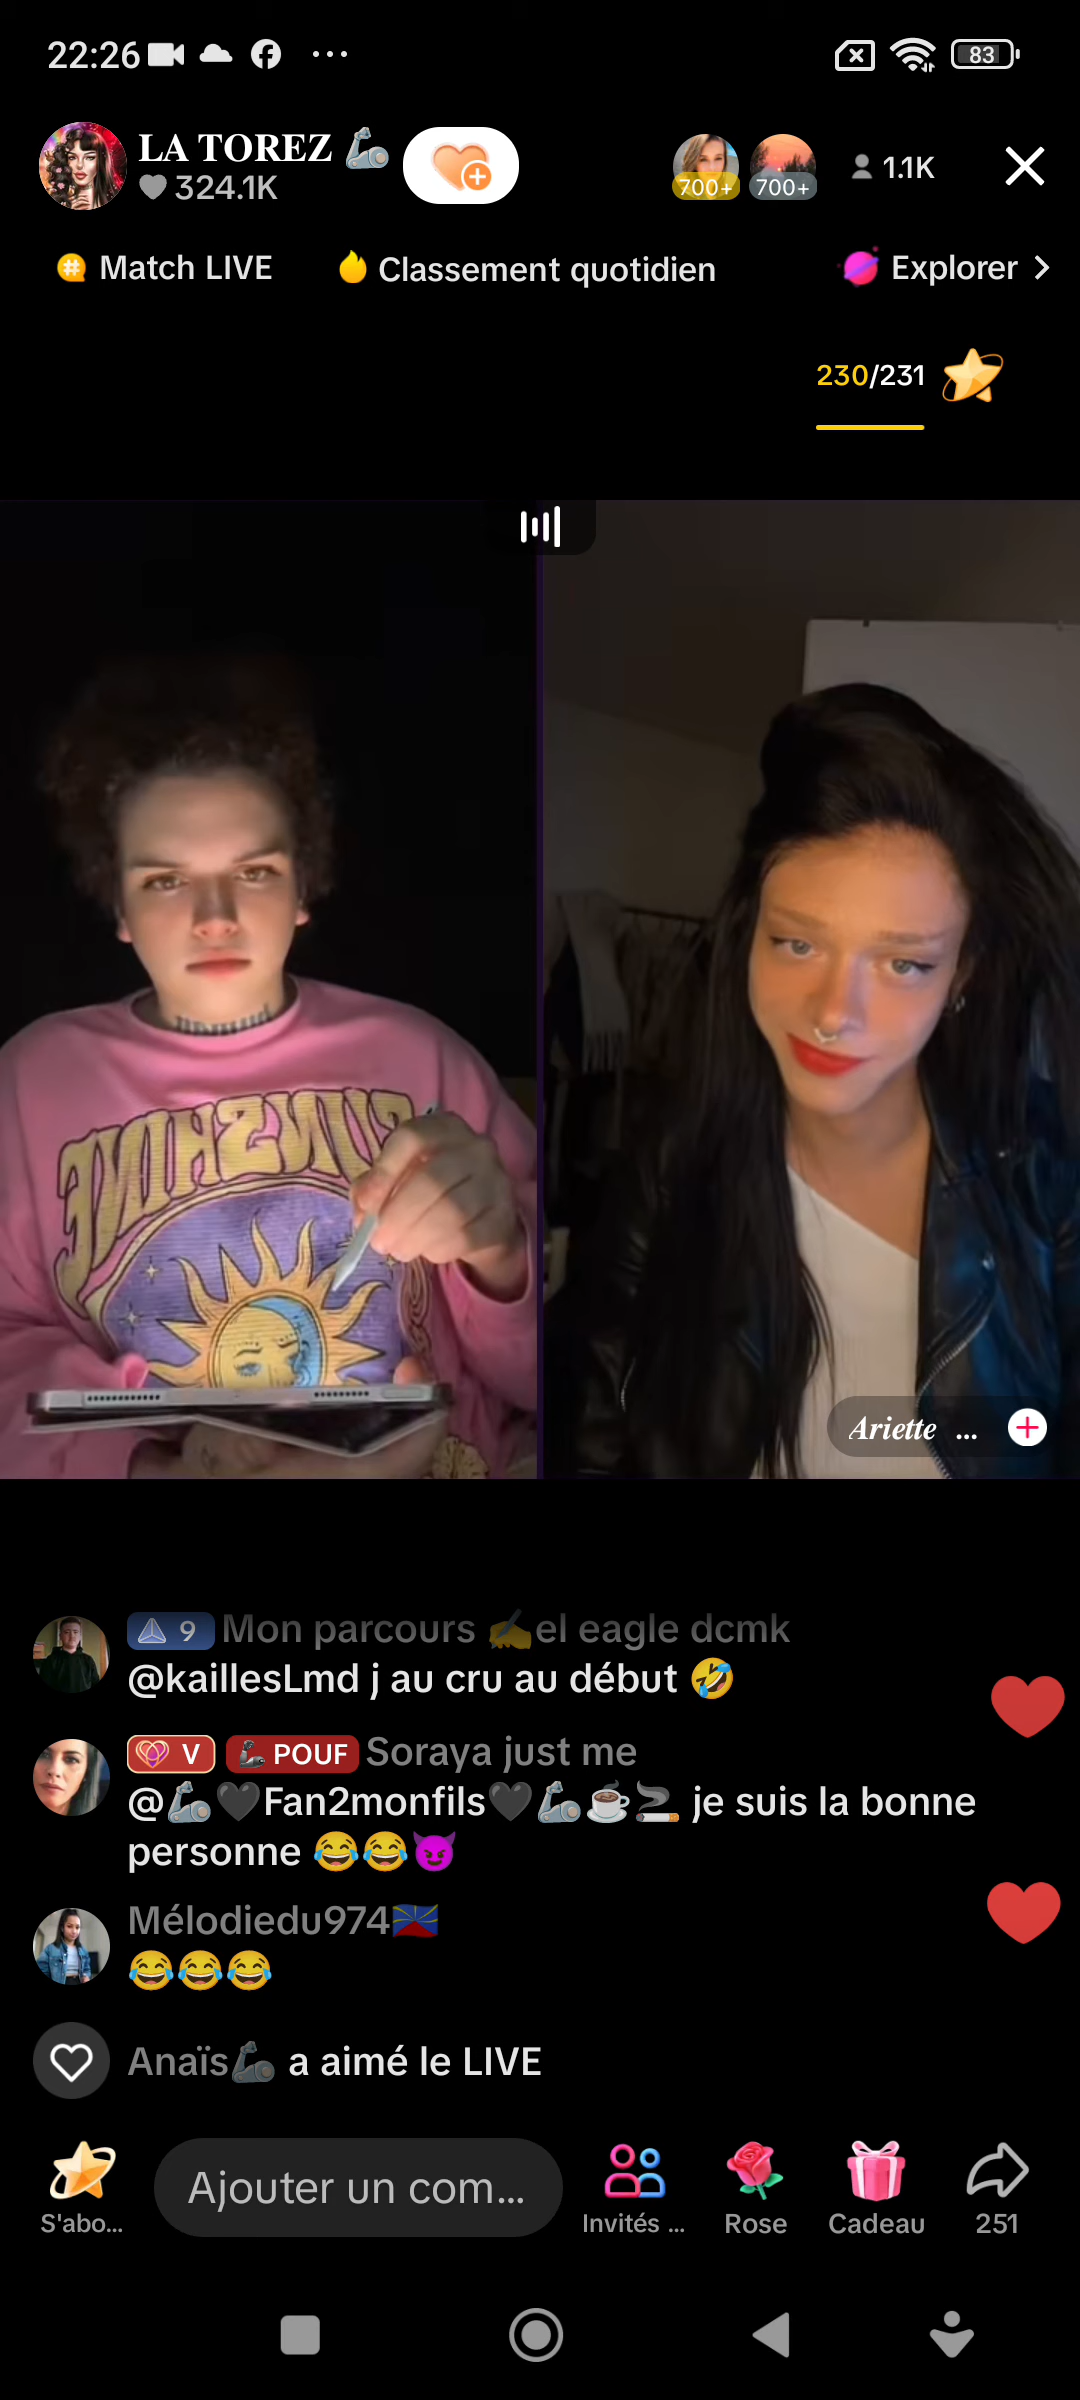 22:26
83
LA TOREZ 🦾
324.1K
700+
700+
1.1K
Match LIVE
Classement quotidien
Explorer
230/231
SUNSHINE
Ariette ...
9 Mon parcours ✍️el eagle dcmk
@kaillesLmd j au cru au début 🤣
V 🦾 POUF Soraya just me
@🦾🖤Fan2monfils🖤🦾☕🚬 je suis la bonne
personne 😂😂😈
Mélodiedu974🇷🇪
😂😂😂
Anaïs🦾 a aimé le LIVE
S'abo...
Ajouter un com...
Invités ...
Rose
Cadeau
251